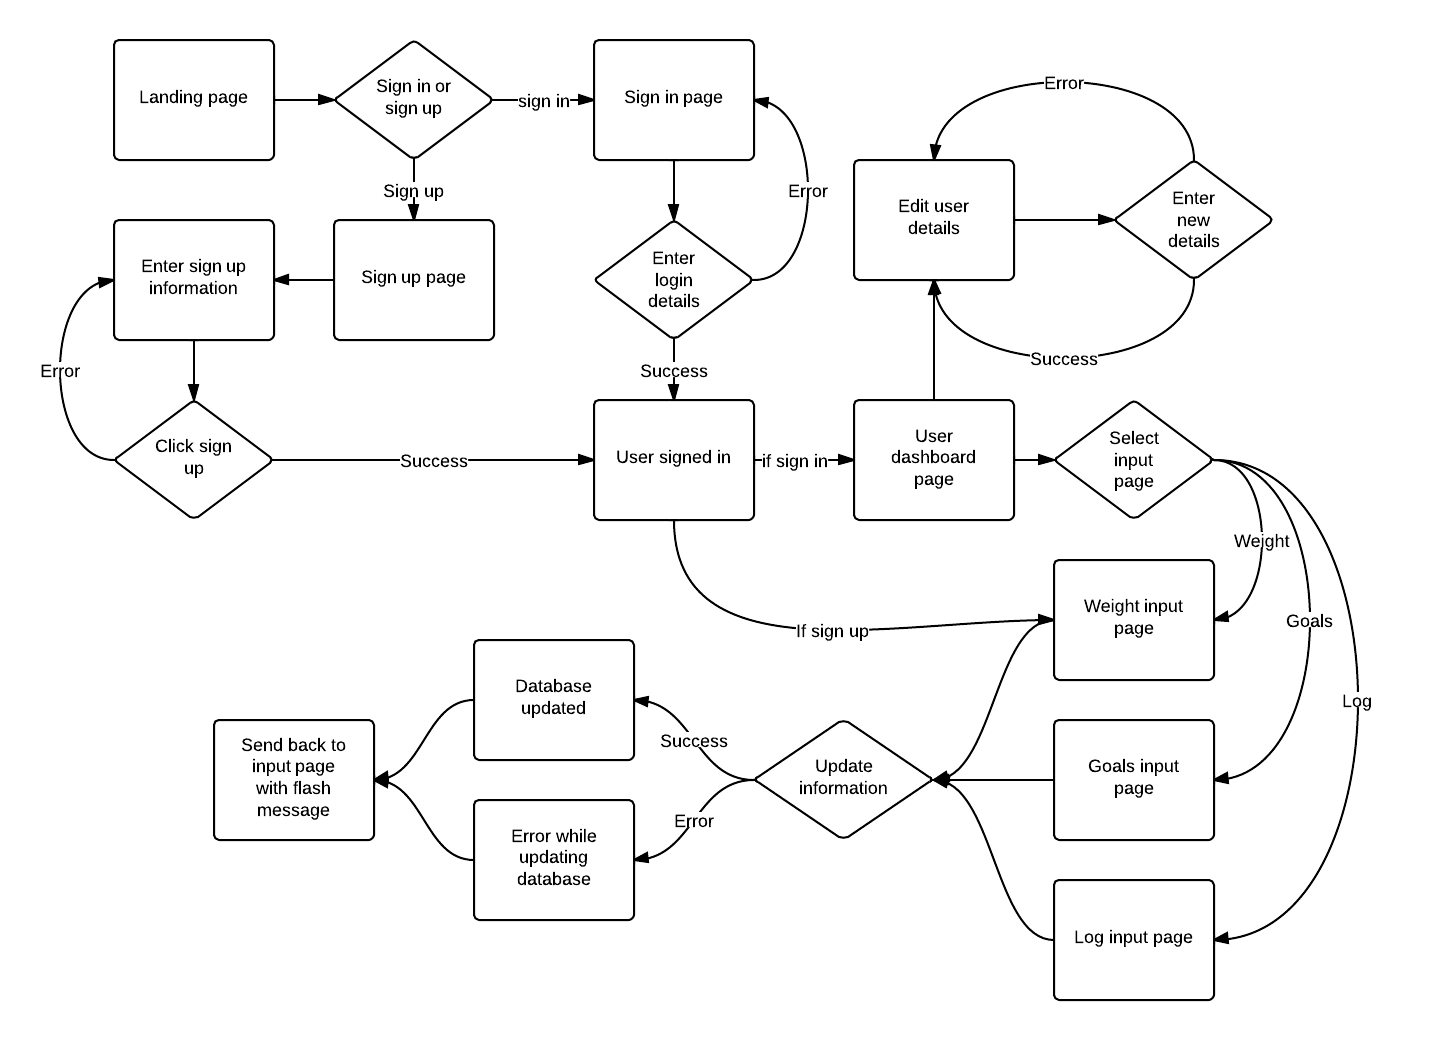 Landing page
Sign in or
sign up
sign in
Sign in page
Error
Sign up
Error
Edit user
details
Enter
new
details
Enter sign up
information
Sign up page
Enter
login
details
Error
Success
Success
Click sign
up
Success
User signed in
if sign in
User
dashboard
page
Select
input
page
Weight
Goals
Log
If sign up
Weight input
page
Database
updated
Success
Send back to
input page
with flash
message
Update
information
Goals input
page
Error
Error while
updating
database
Log input page